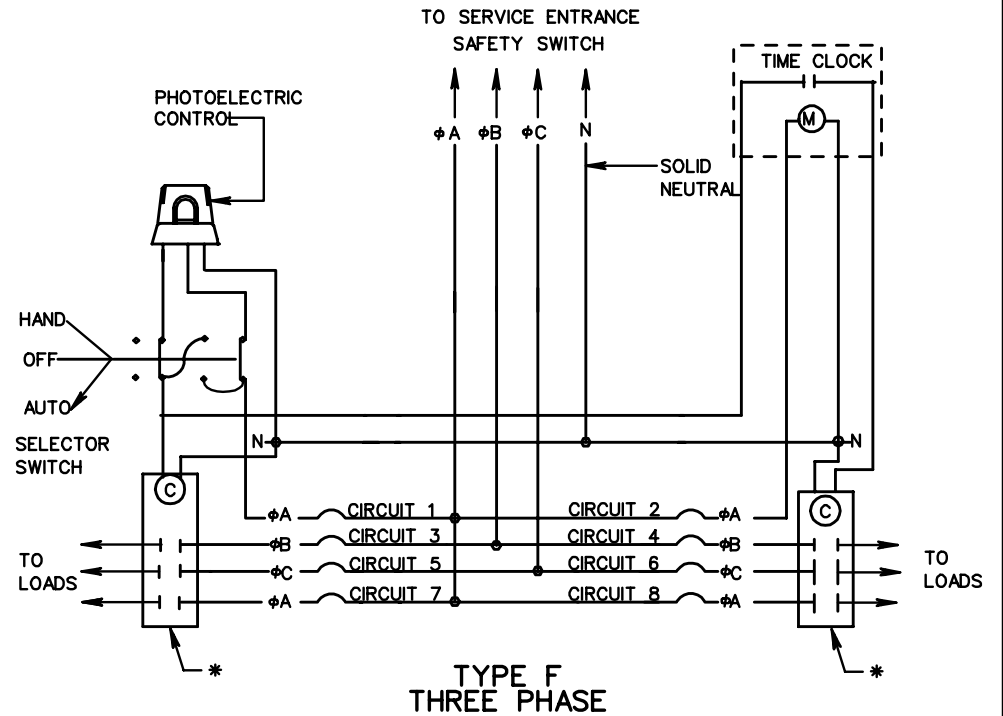 TO SERVICE ENTRANCE
SAFETY SWITCH
TIME CLOCK
M
PHOTOELECTRIC
CONTROL
ϕA ϕB ϕC N
SOLID
NEUTRAL
HAND
OFF
AUTO
SELECTOR
SWITCH
N
N
C
C
ϕA CIRCUIT 1 CIRCUIT 2 ϕA
ϕB CIRCUIT 3 CIRCUIT 4 ϕB
ϕC CIRCUIT 5 CIRCUIT 6 ϕC
ϕA CIRCUIT 7 CIRCUIT 8 ϕA
TO
LOADS
TO
LOADS
*
*
TYPE F
THREE PHASE